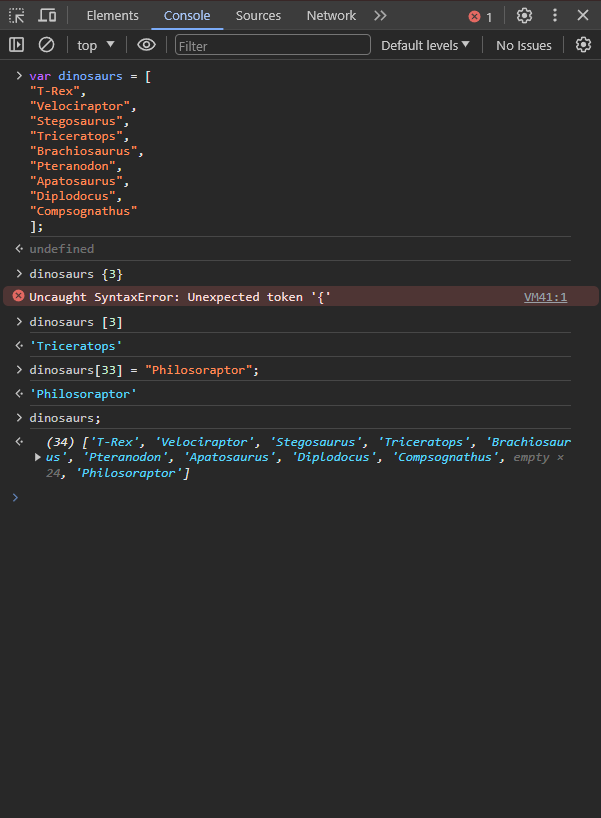 Elements Console Sources Network 1
top Filter Default levels No Issues
var dinosaurs = [
"T-Rex",
"Velociraptor",
"Stegosaurus",
"Triceratops",
"Brachiosaurus",
"Pteranodon",
"Apatosaurus",
"Diplodocus",
"Compsognathus"
];
undefined
dinosaurs {3}
Uncaught SyntaxError: Unexpected token '{' VM41:1
dinosaurs [3]
'Triceratops'
dinosaurs[33] = "Philosoraptor";
'Philosoraptor'
dinosaurs;
(34) ['T-Rex', 'Velociraptor', 'Stegosaurus', 'Triceratops', 'Brachiosaur
us', 'Pteranodon', 'Apatosaurus', 'Diplodocus', 'Compsognathus', empty ×
24, 'Philosoraptor']